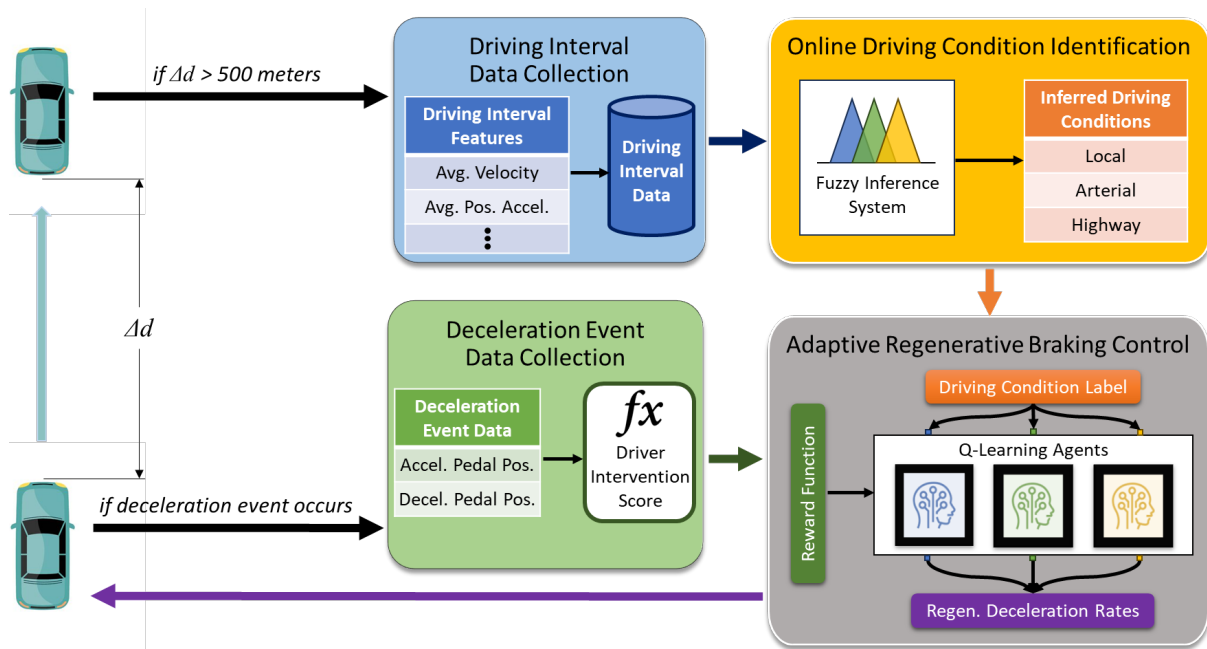 if Δd > 500 meters
Driving Interval
Data Collection
Driving Interval
Features
Avg. Velocity
Avg. Pos. Accel.
Driving
Interval
Data
Online Driving Condition Identification
Fuzzy Inference
System
Inferred Driving
Conditions
Local
Arterial
Highway
Δd
Deceleration Event
Data Collection
Deceleration
Event Data
Accel. Pedal Pos.
Decel. Pedal Pos.
fx
Driver
Intervention
Score
if deceleration event occurs
Adaptive Regenerative Braking Control
Driving Condition Label
Reward Function
Q-Learning Agents
Regen. Deceleration Rates